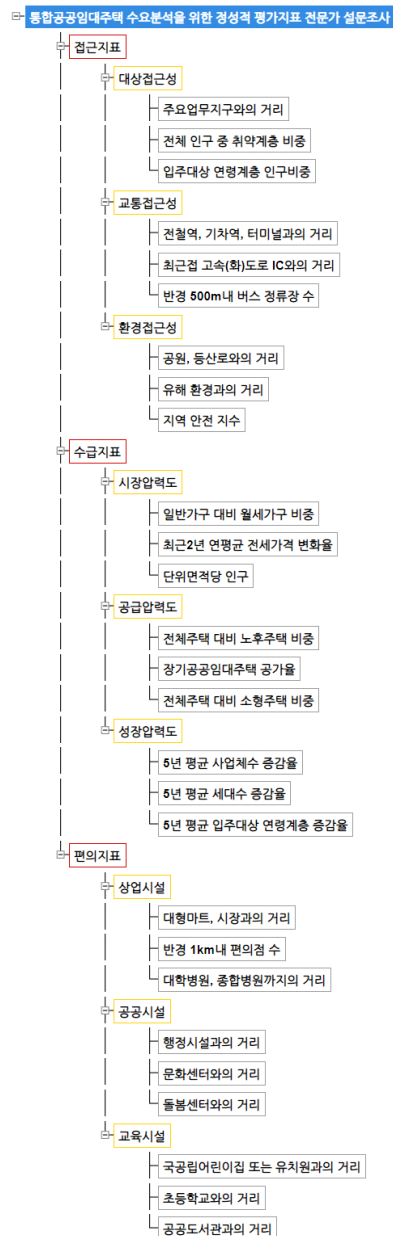 통합공공임대주택 수요분석을 위한 정성적 평가지표 전문가 설문조사
접근지표
대상접근성
주요업무지구와의 거리
전체 인구 중 취약계층 비중
입주대상 연령계층 인구비중
교통접근성
전철역, 기차역, 터미널과의 거리
최근접 고속(화)도로 IC와의 거리
반경 500m내 버스 정류장 수
환경접근성
공원, 등산로와의 거리
유해 환경과의 거리
지역 안전 지수
수급지표
시장압력도
일반가구 대비 월세가구 비중
최근2년 연평균 전세가격 변화율
단위면적당 인구
공급압력도
전체주택 대비 노후주택 비중
장기공공임대주택 공가율
전체주택 대비 소형주택 비중
성장압력도
5년 평균 사업체수 증감율
5년 평균 세대수 증감율
5년 평균 입주대상 연령계층 증감율
편의지표
상업시설
대형마트, 시장과의 거리
반경 1km내 편의점 수
대학병원, 종합병원까지의 거리
공공시설
행정시설과의 거리
문화센터와의 거리
돌봄센터와의 거리
교육시설
국공립어린이집 또는 유치원과의 거리
초등학교와의 거리
공공도서관과의 거리